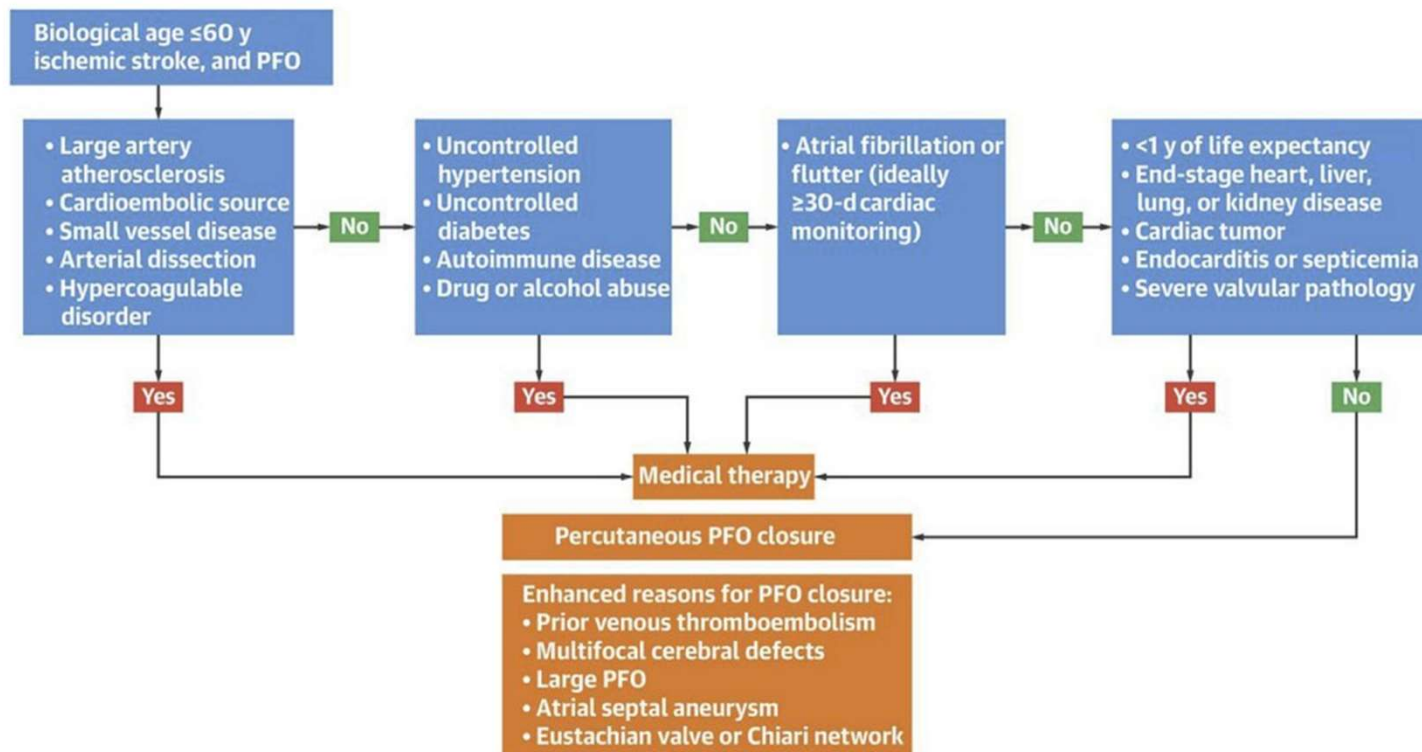 Biological age ≤60 y
ischemic stroke, and PFO
• Large artery
atherosclerosis
• Cardioembolic source
• Small vessel disease
• Arterial dissection
• Hypercoagulable
disorder
No
• Uncontrolled
hypertension
• Uncontrolled
diabetes
• Autoimmune disease
• Drug or alcohol abuse
No
• Atrial fibrillation or
flutter (ideally
≥30-d cardiac
monitoring)
No
• <1 y of life expectancy
• End-stage heart, liver,
lung, or kidney disease
• Cardiac tumor
• Endocarditis or septicemia
• Severe valvular pathology
Yes
Yes
Yes
Yes
No
Medical therapy
Percutaneous PFO closure
Enhanced reasons for PFO closure:
• Prior venous thromboembolism
• Multifocal cerebral defects
• Large PFO
• Atrial septal aneurysm
• Eustachian valve or Chiari network